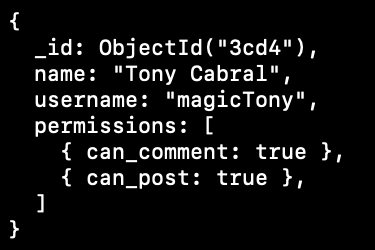 {
  _id: ObjectId("3cd4"),
  name: "Tony Cabral",
  username: "magicTony",
  permissions: [
    { can_comment: true },
    { can_post: true },
  ]
}